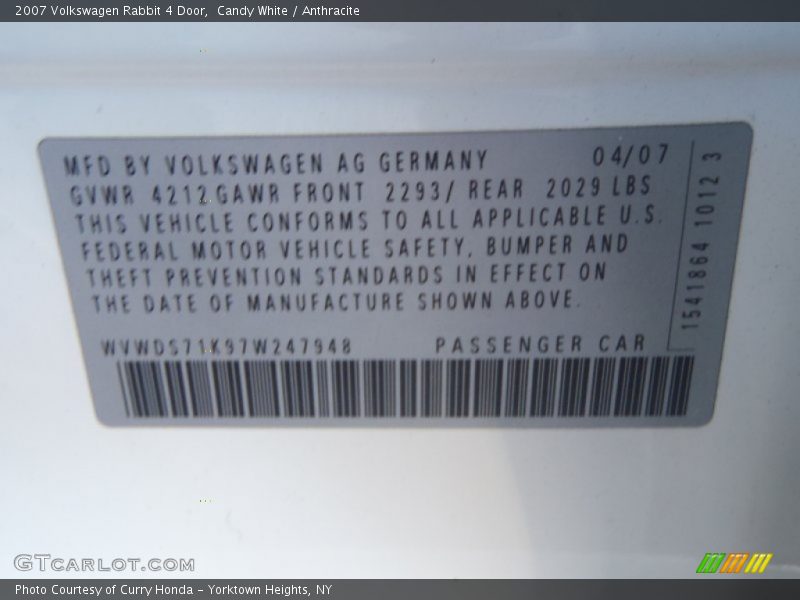 2007 Volkswagen Rabbit 4 Door, Candy White / Anthracite
MFD BY VOLKSWAGEN AG GERMANY 04/07
GVWR 4212 GAWR FRONT 2293/ REAR 2029 LBS
THIS VEHICLE CONFORMS TO ALL APPLICABLE U.S.
FEDERAL MOTOR VEHICLE SAFETY, BUMPER AND
THEFT PREVENTION STANDARDS IN EFFECT ON
THE DATE OF MANUFACTURE SHOWN ABOVE.
WVWDS71K97W247948 PASSENGER CAR
1541864 1012 3
GTCARLOT.COM
Photo Courtesy of Curry Honda - Yorktown Heights, NY